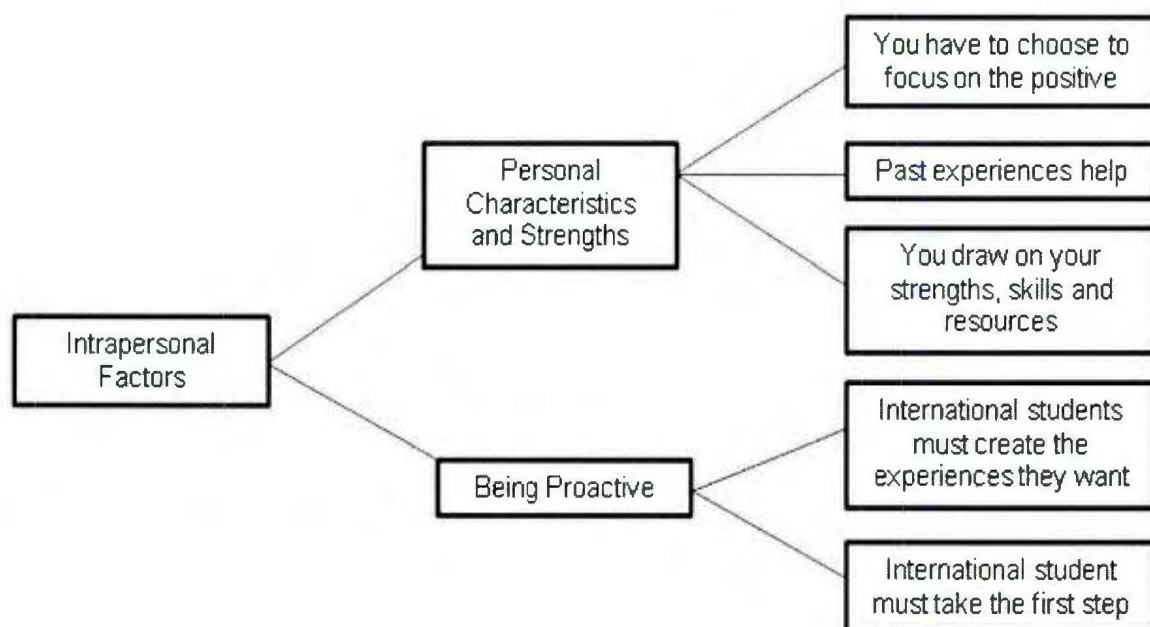 You have to choose to
focus on the positive
Personal
Characteristics
and Strengths
Past experiences help
You draw on your
strengths, skills and
resources
Intrapersonal
Factors
International students
must create the
experiences they want
Being Proactive
International student
must take the first step